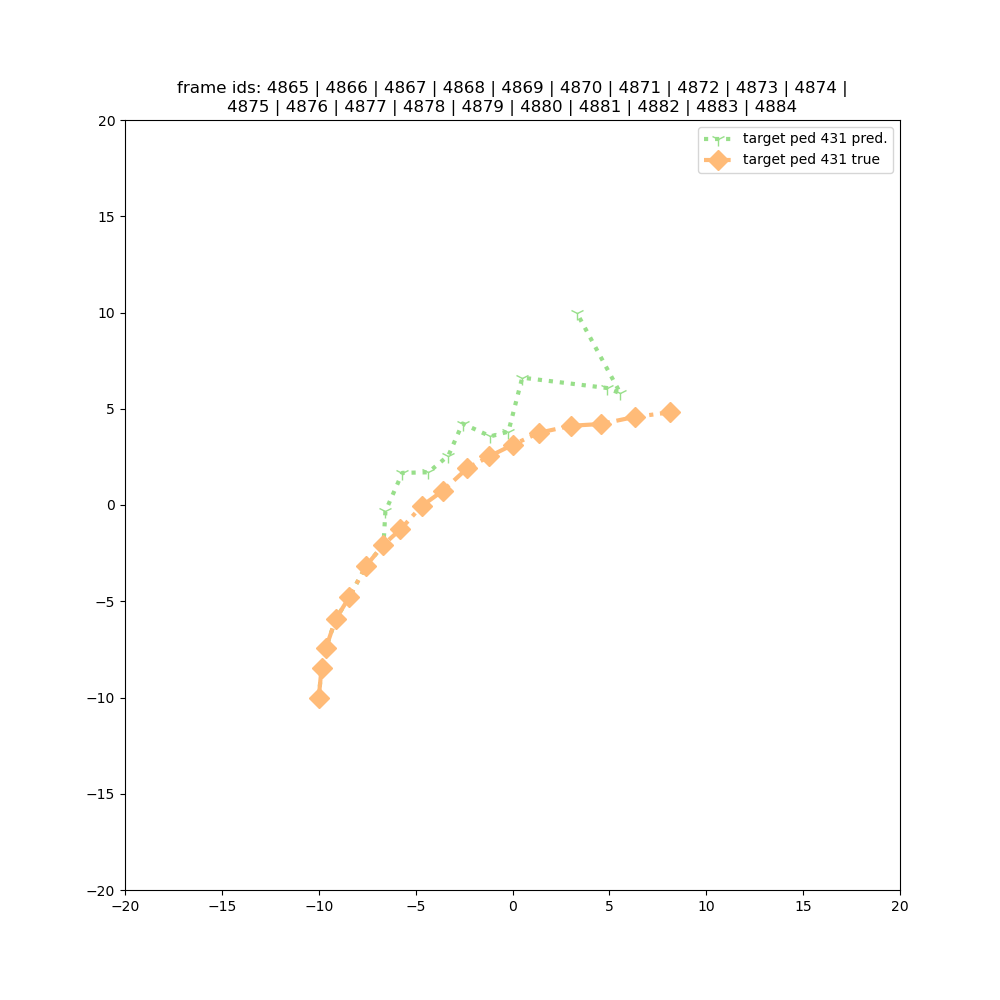 frame ids: 4865 | 4866 | 4867 | 4868 | 4869 | 4870 | 4871 | 4872 | 4873 | 4874 |
4875 | 4876 | 4877 | 4878 | 4879 | 4880 | 4881 | 4882 | 4883 | 4884
target ped 431 pred.
target ped 431 true
20
15
10
5
0
−5
−10
−15
−20
−20 −15 −10 −5 0 5 10 15 20